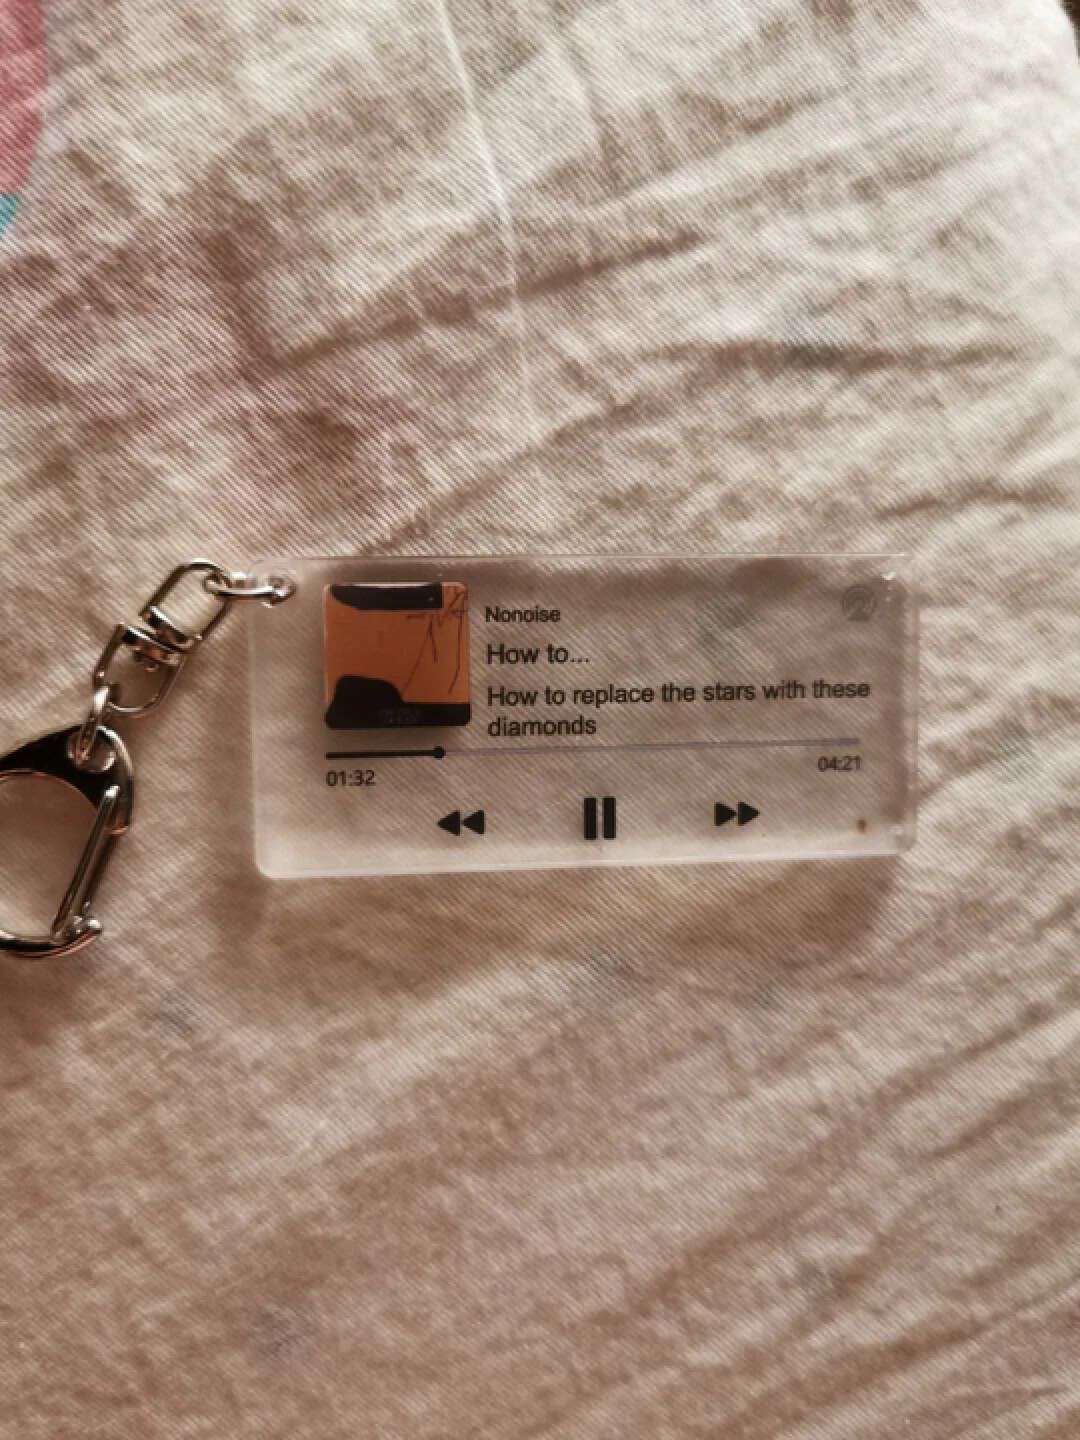 Nonoise
How to...
How to replace the stars with these
diamonds
01:32
04:21